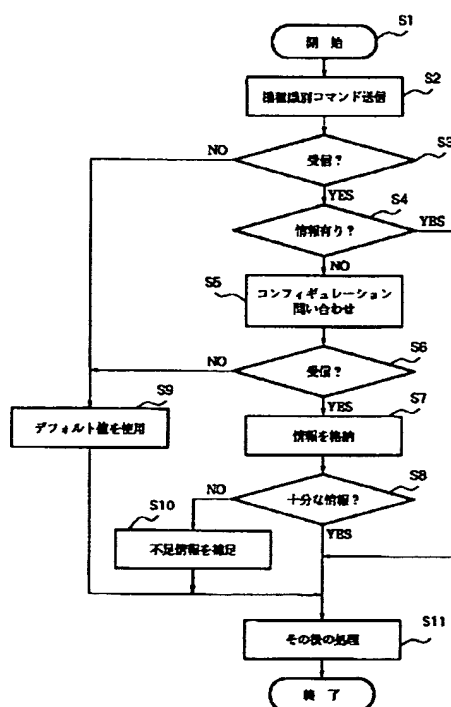 開 始
S1
機種識別コマンド送信
S2
受信？
S3
NO
YES
情報有り？
S4
YES
NO
S5
コンフィギュレーション
問い合わせ
受信？
S6
NO
YES
S7
情報を格納
S9
デフォルト値を使用
十分な情報？
S8
NO
YES
S10
不足情報を補足
その後の処理
S11
終 了